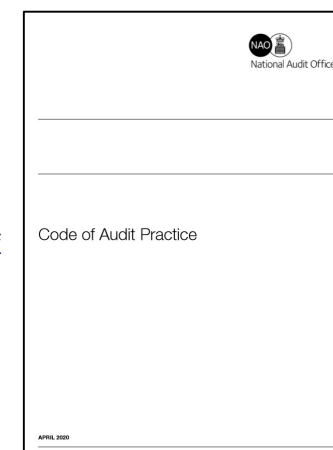 NAO
National Audit Office
Code of Audit Practice
APRIL 2020